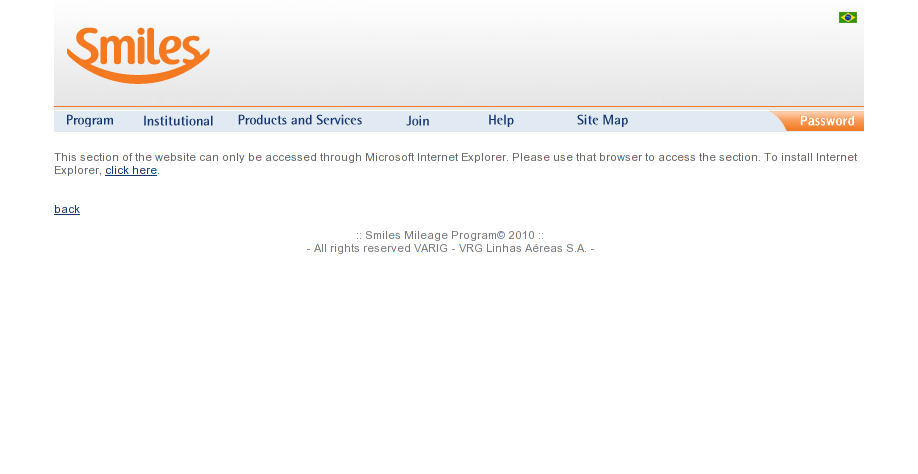 Smiles
Program Institutional Products and Services Join Help Site Map Password
This section of the website can only be accessed through Microsoft Internet Explorer. Please use that browser to access the section. To install Internet
Explorer, click here.
back
:: Smiles Mileage Program© 2010 ::
- All rights reserved VARIG - VRG Linhas Aéreas S.A. -